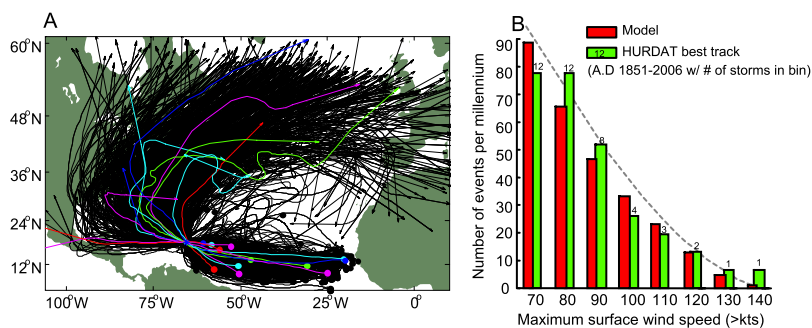 A
60°N
48°N
36°N
24°N
12°N
100°W
75°W
50°W
25°W
0°
B
Model
12 HURDAT best track
(A.D 1851-2006 w/ # of storms in bin)
Number of events per millennium
90
80
70
60
50
40
30
20
10
0
12
12
8
4
3
2
1
1
70 80 90 100 110 120 130 140
Maximum surface wind speed (>kts)